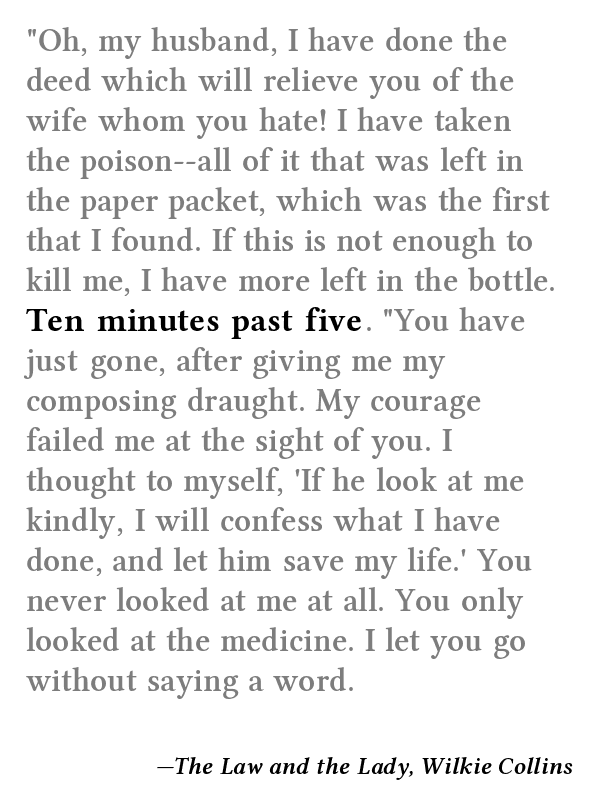 "Oh, my husband, I have done the
deed which will relieve you of the
wife whom you hate! I have taken
the poison--all of it that was left in
the paper packet, which was the first
that I found. If this is not enough to
kill me, I have more left in the bottle.
Ten minutes past five. "You have
just gone, after giving me my
composing draught. My courage
failed me at the sight of you. I
thought to myself, 'If he look at me
kindly, I will confess what I have
done, and let him save my life.' You
never looked at me at all. You only
looked at the medicine. I let you go
without saying a word.
—The Law and the Lady, Wilkie Collins